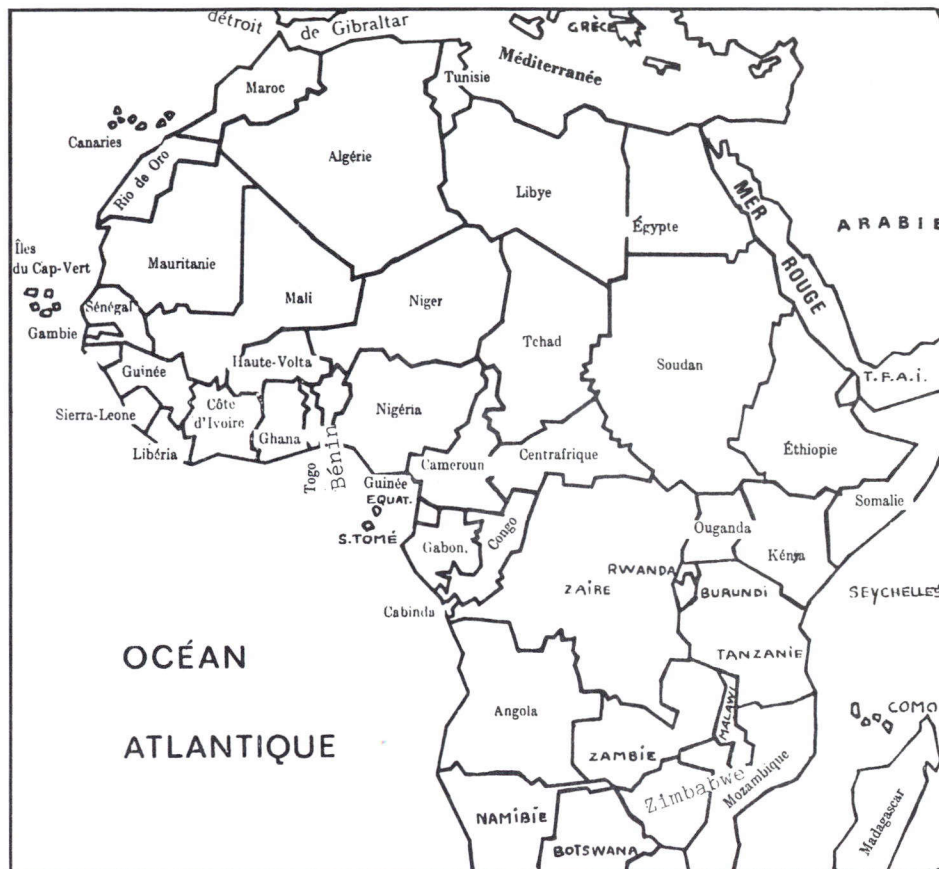 détroit de Gibraltar
GRÈCE
Méditerranée
Tunisie
Maroc
Canaries
Algérie
Rio de Oro
Libye
Égypte
MER
ROUGE
ARABIE
Îles
du Cap-Vert
Mauritanie
Mali
Niger
Sénégal
Gambie
Tchad
Soudan
Guinée
Haute-Volta
T.F.A.I.
Sierra-Leone
Côte
d'Ivoire
Ghana
Nigéria
Libéria
Togo
Bénin
Cameroun
Centrafrique
Éthiopie
Guinée
EQUAT.
Somalie
S.TOMÉ
Gabon.
Congo
Ouganda
Kénya
RWANDA
ZAIRE
BURUNDI
SEYCHELLES
Cabinda
OCÉAN
ATLANTIQUE
TANZANIE
Angola
MALAWI
COMO
ZAMBIE
Zimbabwe
Mozambique
Madagascar
NAMIBIE
BOTSWANA